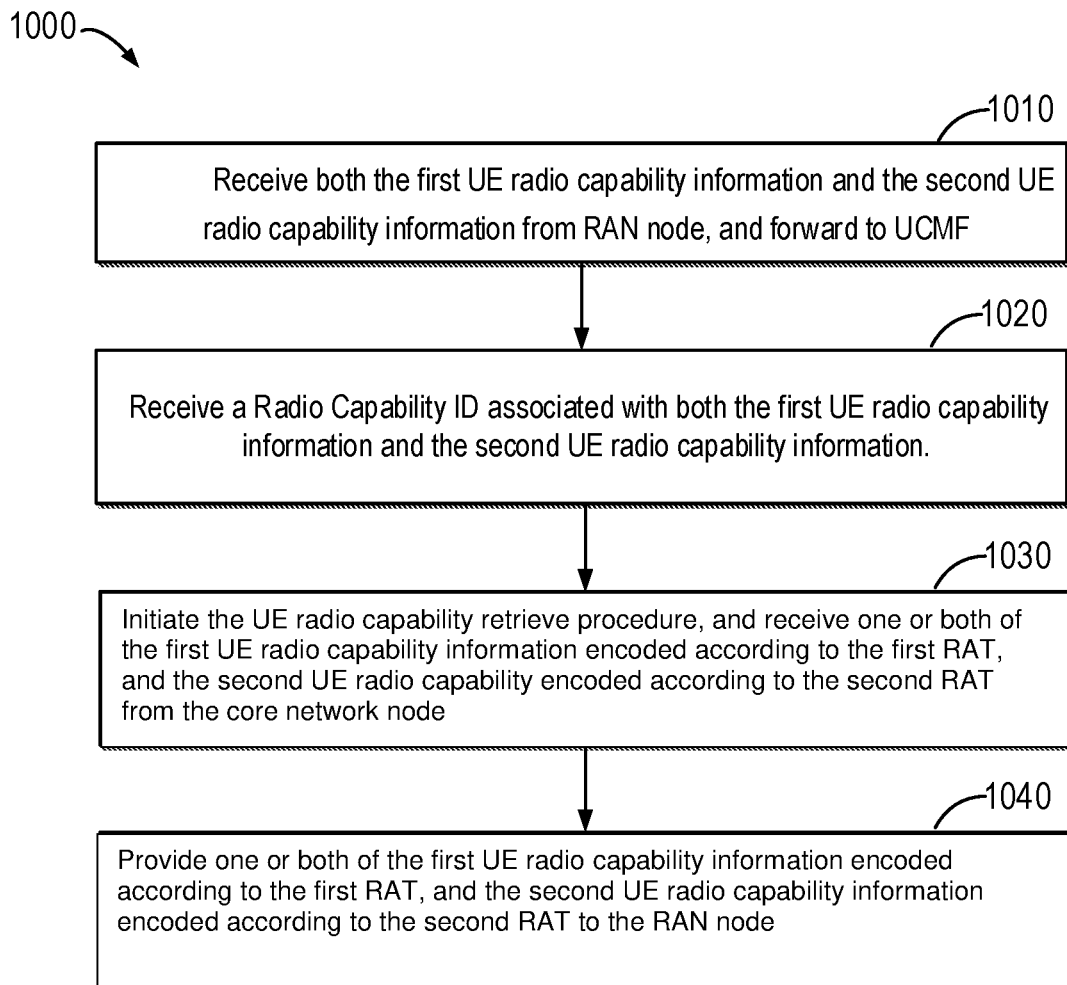 1000
1010
Receive both the first UE radio capability information and the second UE
radio capability information from RAN node, and forward to UCMF
1020
Receive a Radio Capability ID associated with both the first UE radio capability
information and the second UE radio capability information.
1030
Initiate the UE radio capability retrieve procedure, and receive one or both of
the first UE radio capability information encoded according to the first RAT,
and the second UE radio capability encoded according to the second RAT
from the core network node
1040
Provide one or both of the first UE radio capability information encoded
according to the first RAT, and the second UE radio capability information
encoded according to the second RAT to the RAN node